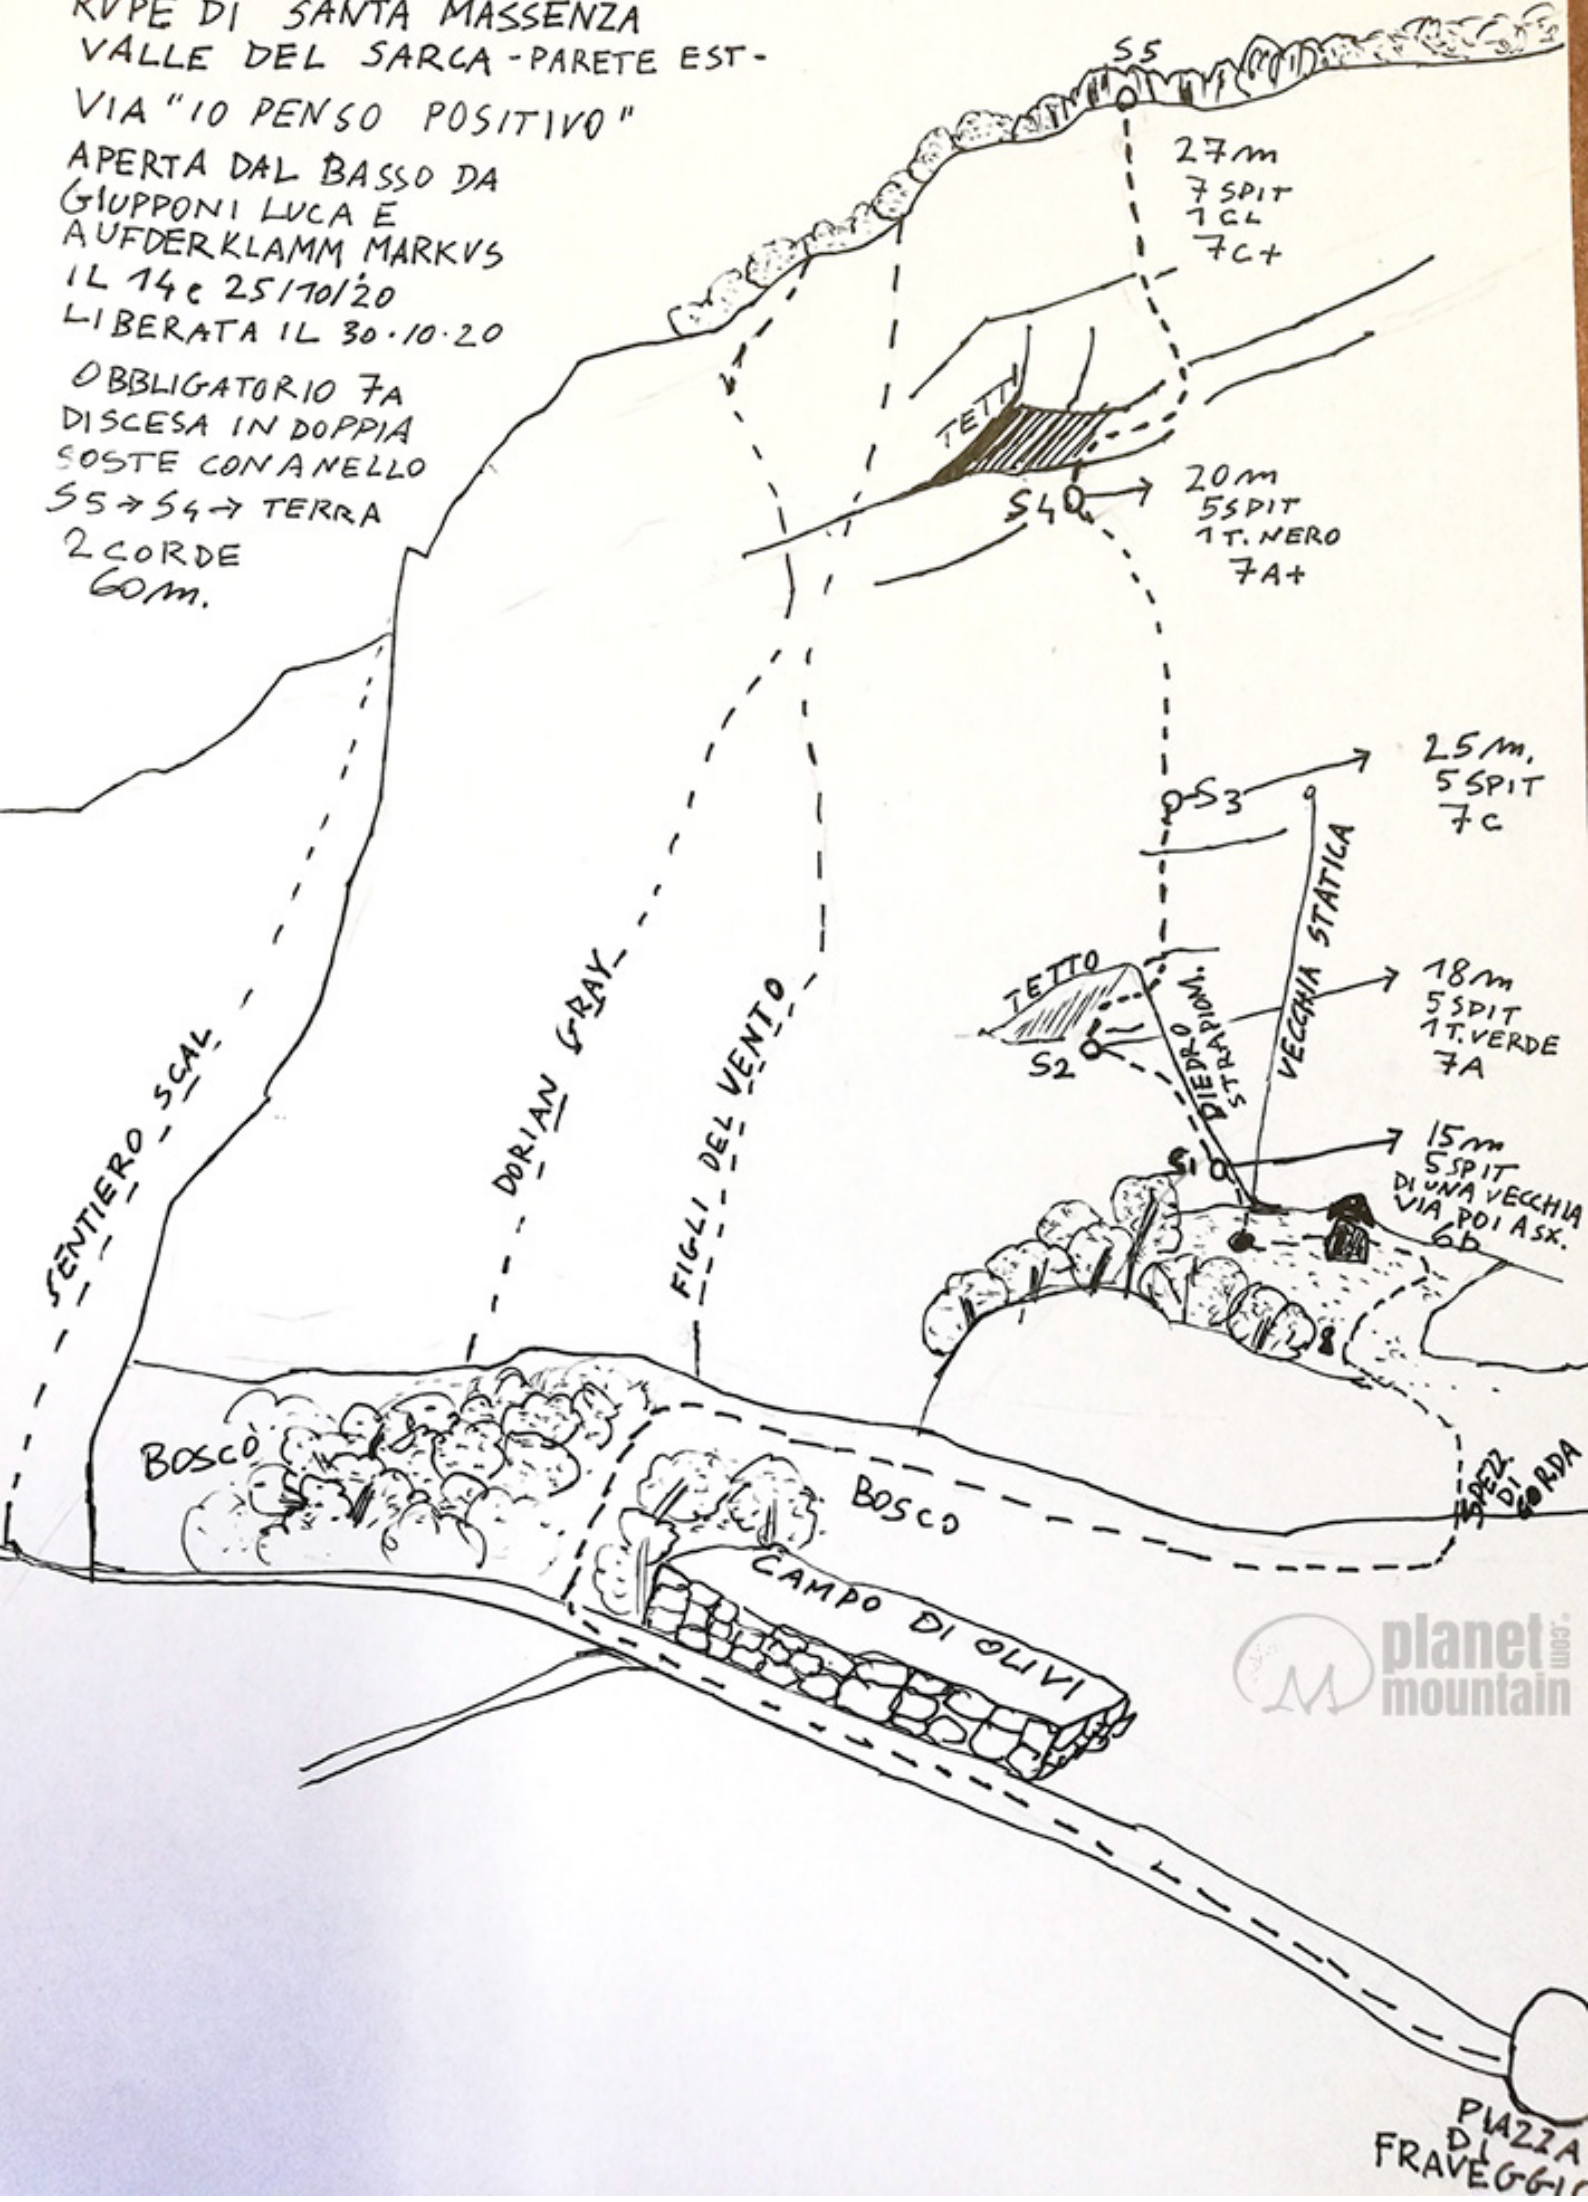 RUPE DI SANTA MASSENZA
VALLE DEL SARCA - PARETE EST -
VIA "IO PENSO POSITIVO"
APERTA DAL BASSO DA
GIUPPONI LUCA E
AUFDERKLAMM MARKUS
IL 14 e 25/10/20
LIBERATA IL 30.10.20
OBBLIGATORIO 7A
DISCESA IN DOPPIA
SOSTE CON ANELLO
S5→S4→ TERRA
2 CORDE
60 m.
S5
27m
7 SPIT
1 CL
7C+
TETTI
S4
20m
5 SPIT
1 T. NERO
7A+
S3
25 m.
5 SPIT
7C
VECCHIA STATICA
TETTO
S2
DIEDRO
STRAPIOM.
18m
5 SPIT
1 T. VERDE
7A
S1
15m
5 SPIT
DI UNA VECCHIA
VIA POI A SX.
6b
SENTIERO SCAL
DORIAN GRAY
FIGLI DEL VENTO
BOSCO
BOSCO
SPEZZ.
DI
CORDA
CAMPO DI OLIVI
planet
mountain
.com
PIAZZA
DI
FRAVEGGIO